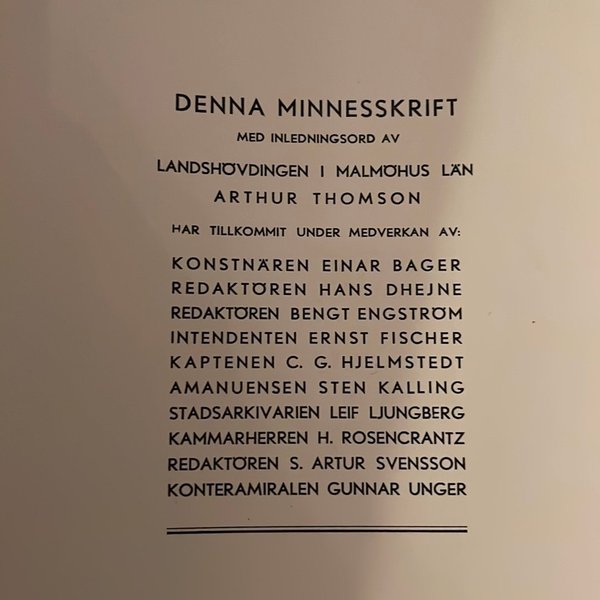 DENNA MINNESSKRIFT
MED INLEDNINGSORD AV
LANDSHÖVDINGEN I MALMÖHUS LÄN
ARTHUR THOMSON
HAR TILLKOMMIT UNDER MEDVERKAN AV:
KONSTNÄREN EINAR BAGER
REDAKTÖREN HANS DHEJNE
REDAKTÖREN BENGT ENGSTRÖM
INTENDENTEN ERNST FISCHER
KAPTENEN C. G. HJELMSTEDT
AMANUENSEN STEN KALLING
STADSARKIVARIEN LEIF LJUNGBERG
KAMMARHERREN H. ROSENCRANTZ
REDAKTÖREN S. ARTUR SVENSSON
KONTERAMIRALEN GUNNAR UNGER